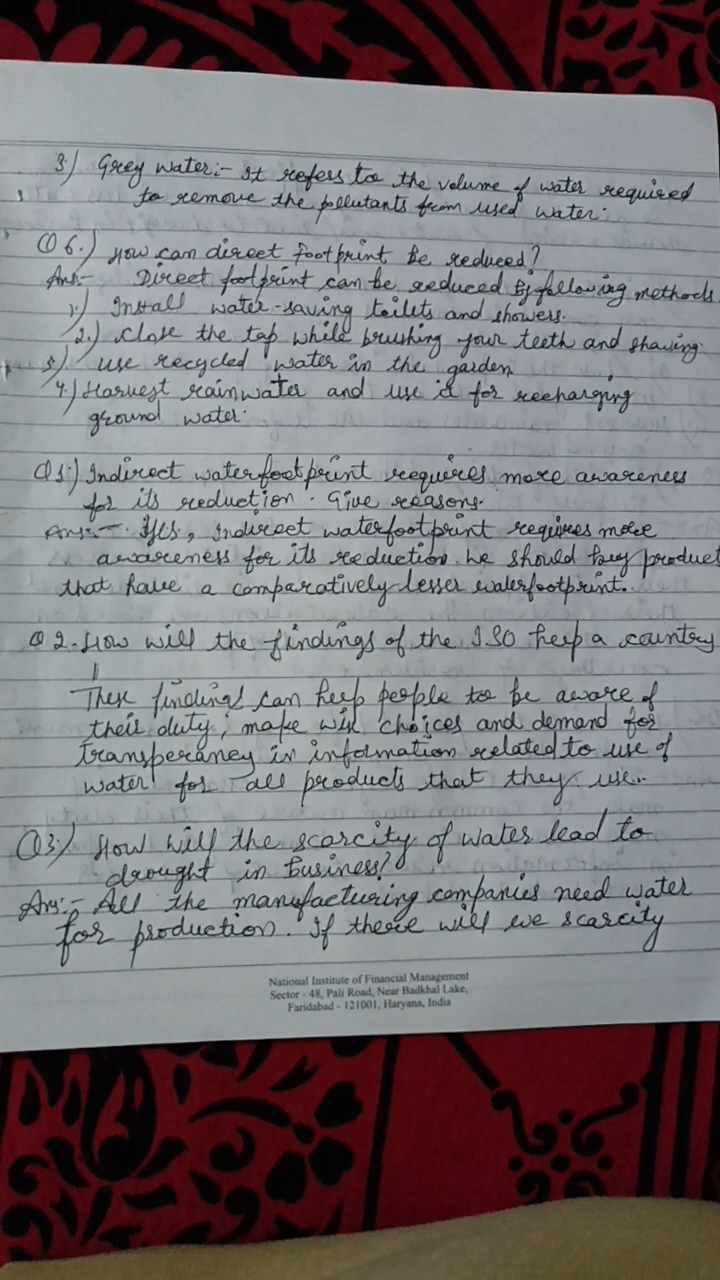 3.) Grey water:- It refers to the volume of water required
to remove the pollutants from used water.
Q 6.) How can direct footprint be reduced?
Ans:- Direct footprint can be reduced by following methods.
1.) Install water-saving toilets and showers.
2.) Close the tap while brushing your teeth and shaving.
3) use recycled water in the garden
4.) Harvest rainwater and use it for recharging
ground water.
Q1:) Indirect waterfootprint requires more awareness
for its reduction. Give reasons.
Ans:- Yes, Indirect waterfootprint requires more
awareness for its reduction. We should buy product
that have a comparatively lesser waterfootprint.
Q 2. How will the findings of the ISO help a country
These findings can help people to be aware of
their duty, make wise choices and demand for
transperancy in information related to use of
water for all products that they use.
Q3:) How will the scarcity of water lead to
drought in business?
Ans:- All the manufacturing companies need water
for production. If there will we scarcity
National Institute of Financial Management
Sector - 48, Pali Road, Near Badkhal Lake,
Faridabad - 121001, Haryana, India